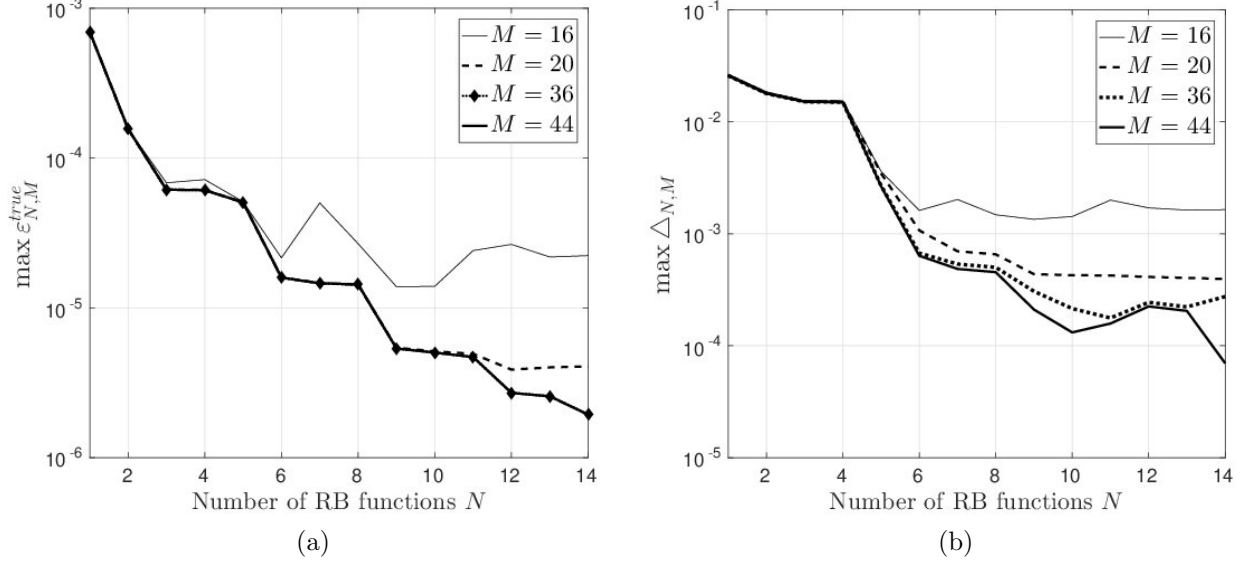 10^{-3}
10^{-4}
10^{-5}
10^{-6}
max ε^{true}_{N,M}
M = 16
M = 20
M = 36
M = 44
2 4 6 8 10 12 14
Number of RB functions N
(a)
10^{-1}
10^{-2}
10^{-3}
10^{-4}
10^{-5}
max △_{N,M}
M = 16
M = 20
M = 36
M = 44
2 4 6 8 10 12 14
Number of RB functions N
(b)